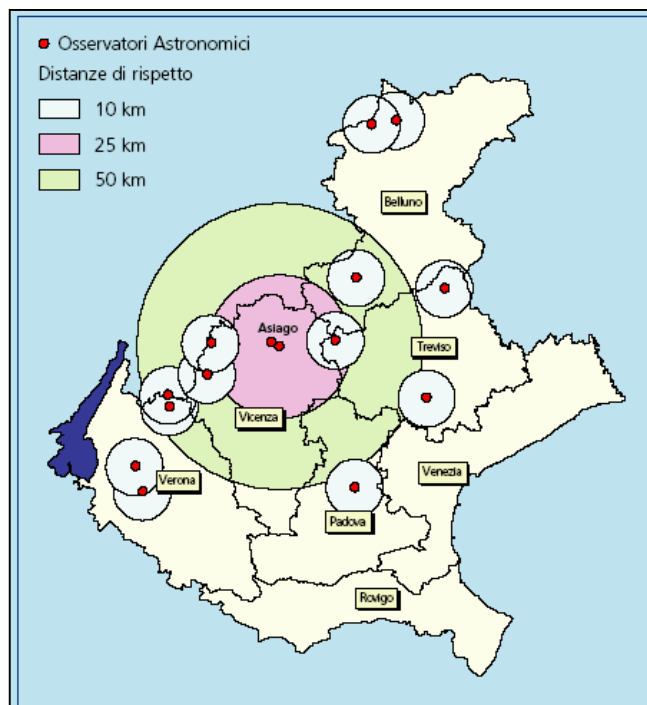 Osservatori Astronomici
Distanze di rispetto
10 km
25 km
50 km
Belluno
Asiago
Treviso
Vicenza
Venezia
Verona
Padova
Rovigo